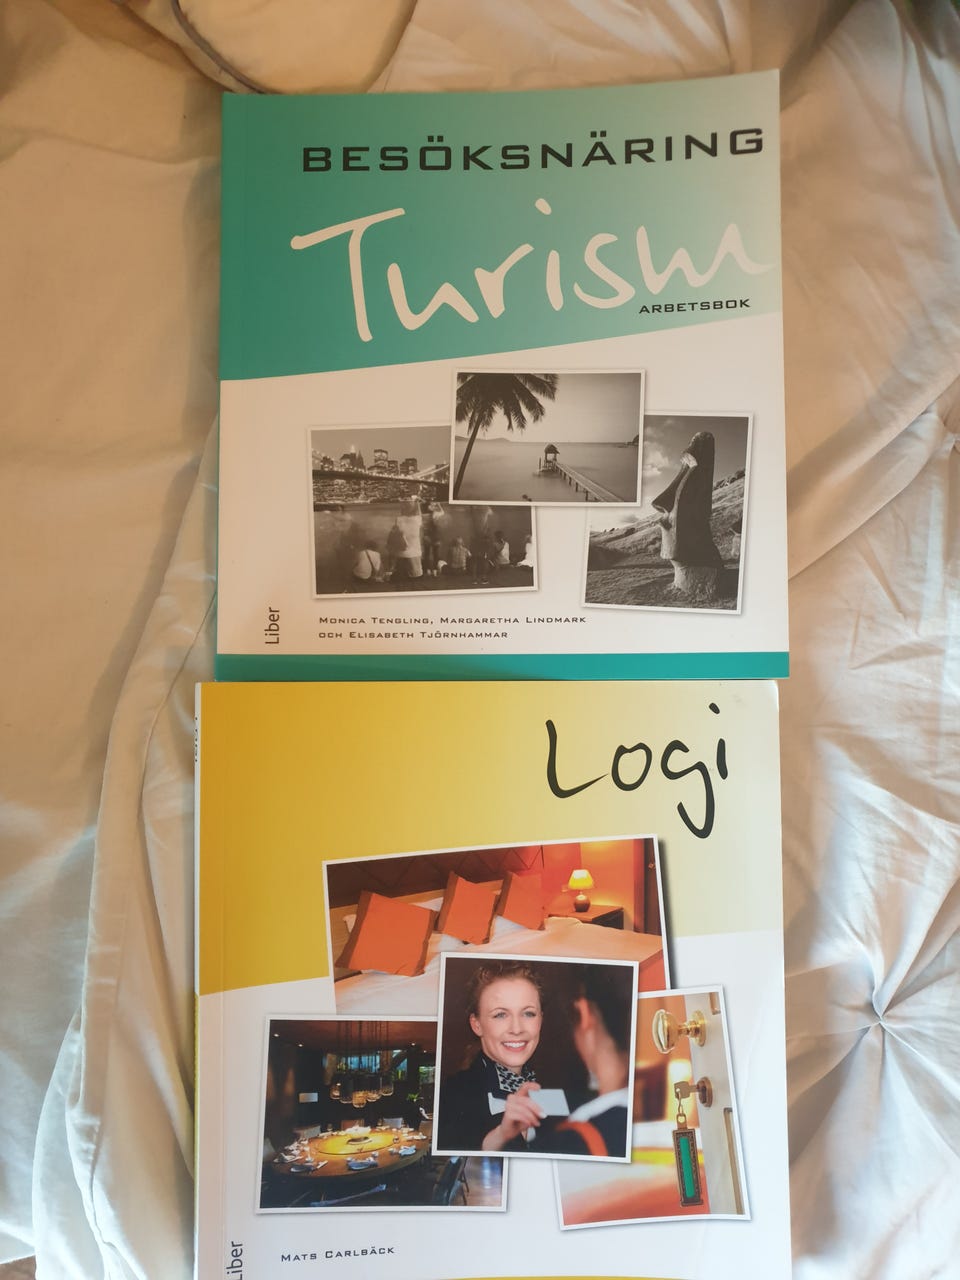 BESÖKSNÄRING
Turism
ARBETSBOK
MONICA TENGLING, MARGARETHA LINDMARK
OCH ELISABETH TJÖRNHAMMAR
Liber
Logi
MATS CARLBÄCK
Liber